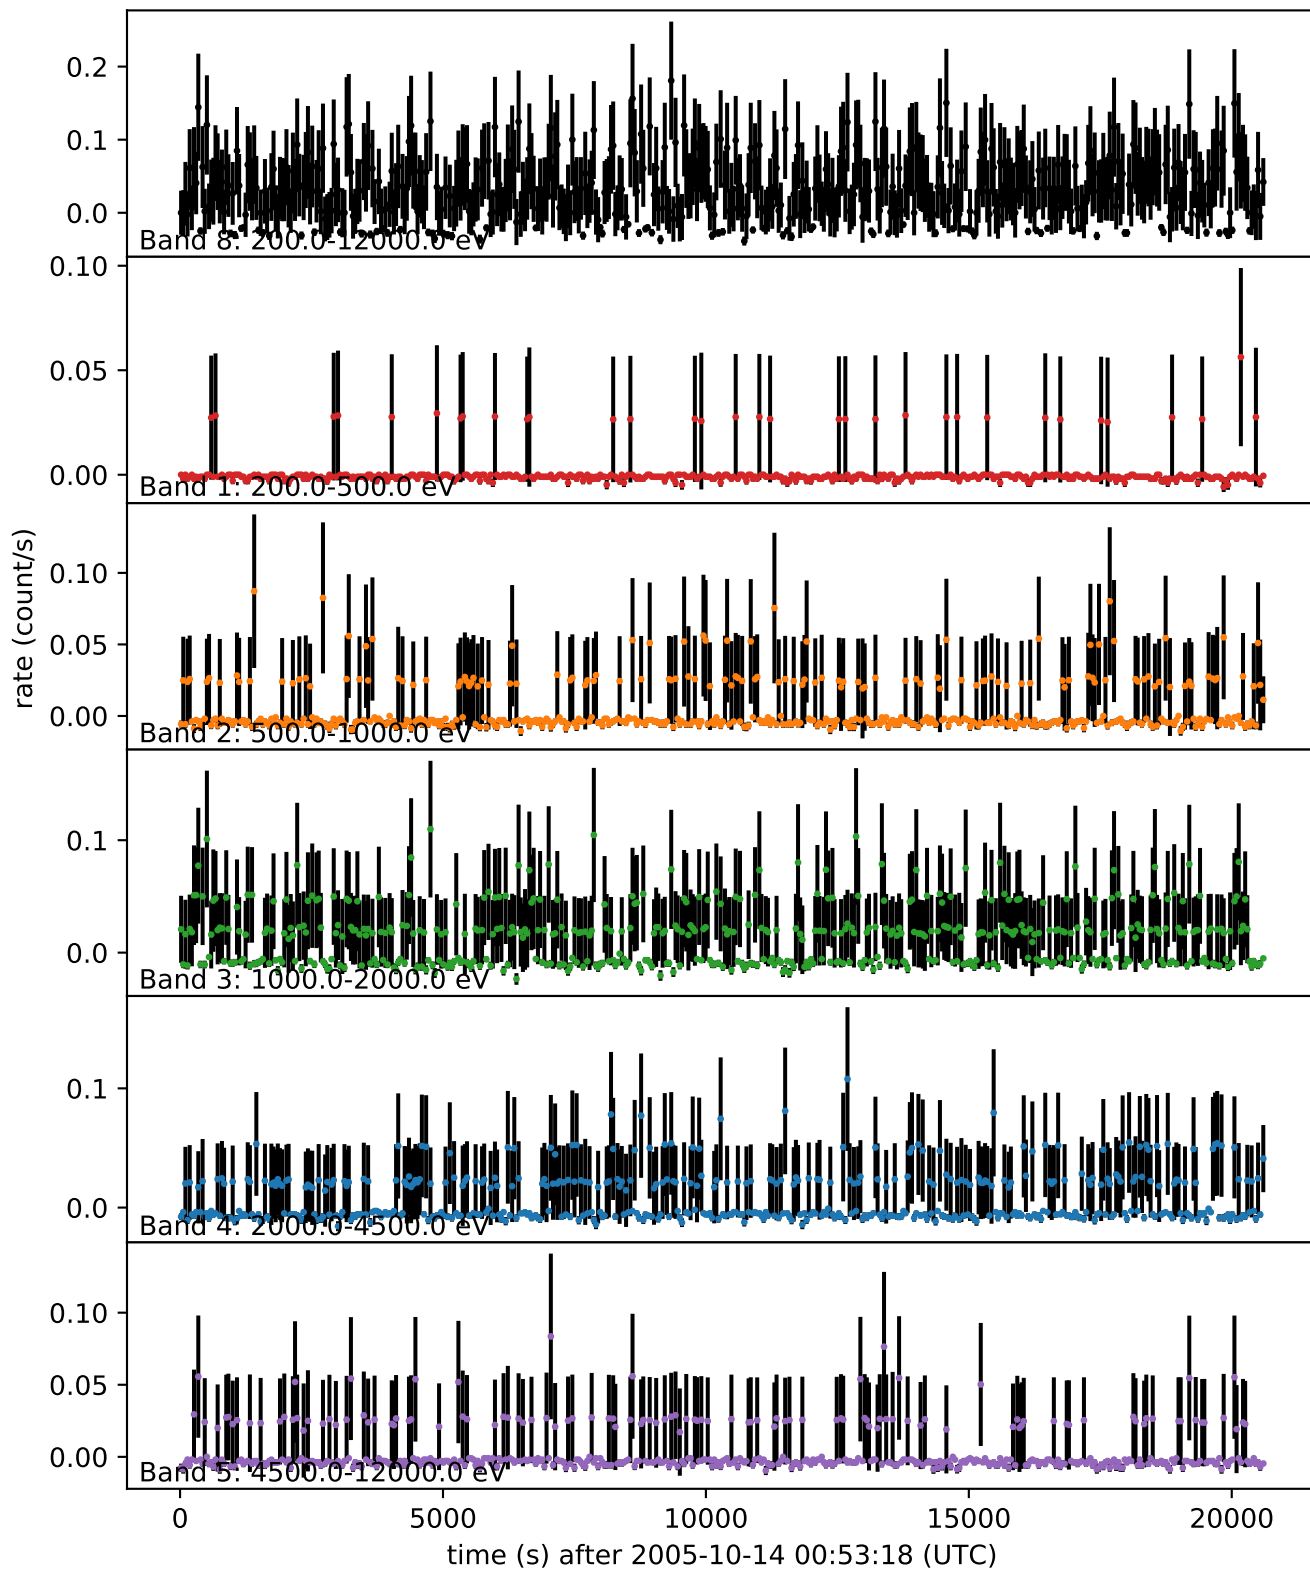 0.2
0.1
0.0
Band 8: 200.0-12000.0 eV
0.10
0.05
0.00
Band 1: 200.0-500.0 eV
rate (count/s)
0.10
0.05
0.00
Band 2: 500.0-1000.0 eV
0.1
0.0
Band 3: 1000.0-2000.0 eV
0.1
0.0
Band 4: 2000.0-4500.0 eV
0.10
0.05
0.00
Band 5: 4500.0-12000.0 eV
0 5000 10000 15000 20000
time (s) after 2005-10-14 00:53:18 (UTC)